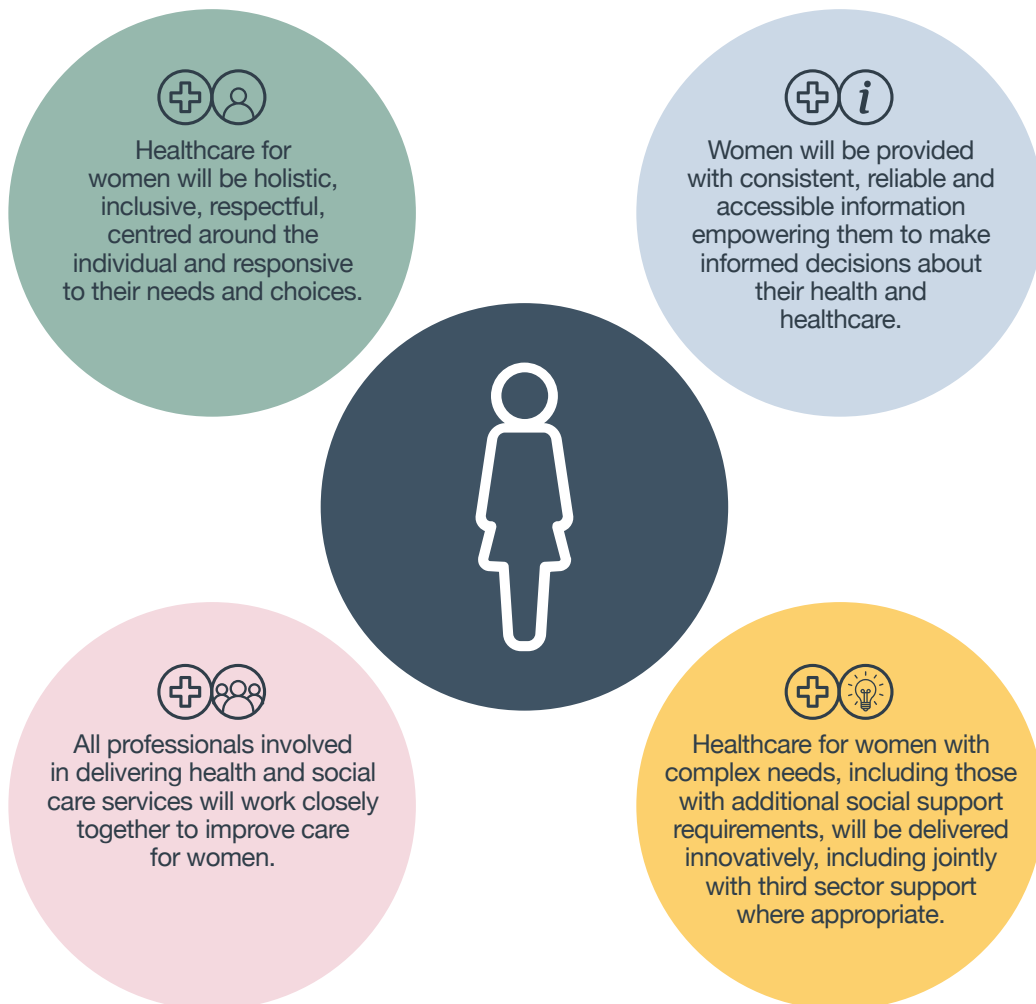 Healthcare for
women will be holistic,
inclusive, respectful,
centred around the
individual and responsive
to their needs and choices.
i
Women will be provided
with consistent, reliable and
accessible information
empowering them to make
informed decisions about
their health and
healthcare.
All professionals involved
in delivering health and social
care services will work closely
together to improve care
for women.
Healthcare for women with
complex needs, including those
with additional social support
requirements, will be delivered
innovatively, including jointly
with third sector support
where appropriate.